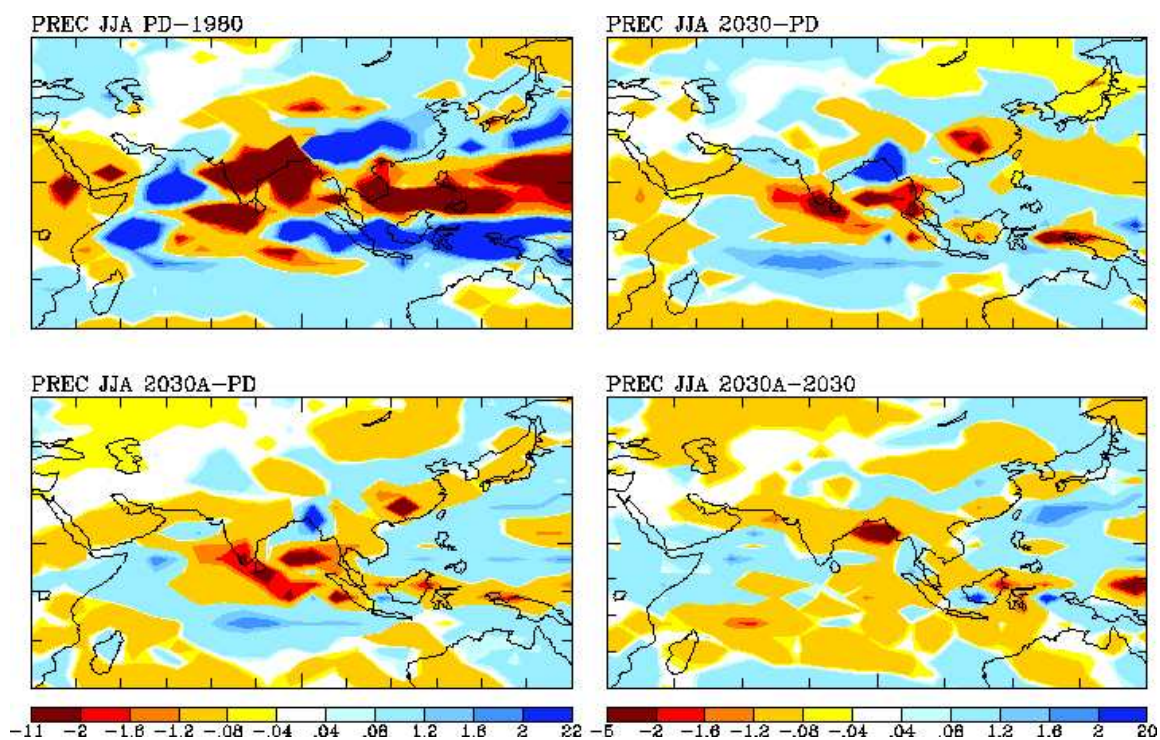 PREC JJA PD-1980
PREC JJA 2030-PD
PREC JJA 2030A-PD
PREC JJA 2030A-2030
-11 -2 -1.6 -1.2 -.08 -.04 .04 .08 1.2 1.6 2 22
-5 -2 -1.6 -1.2 -.08 -.04 .04 .08 1.2 1.6 2 20